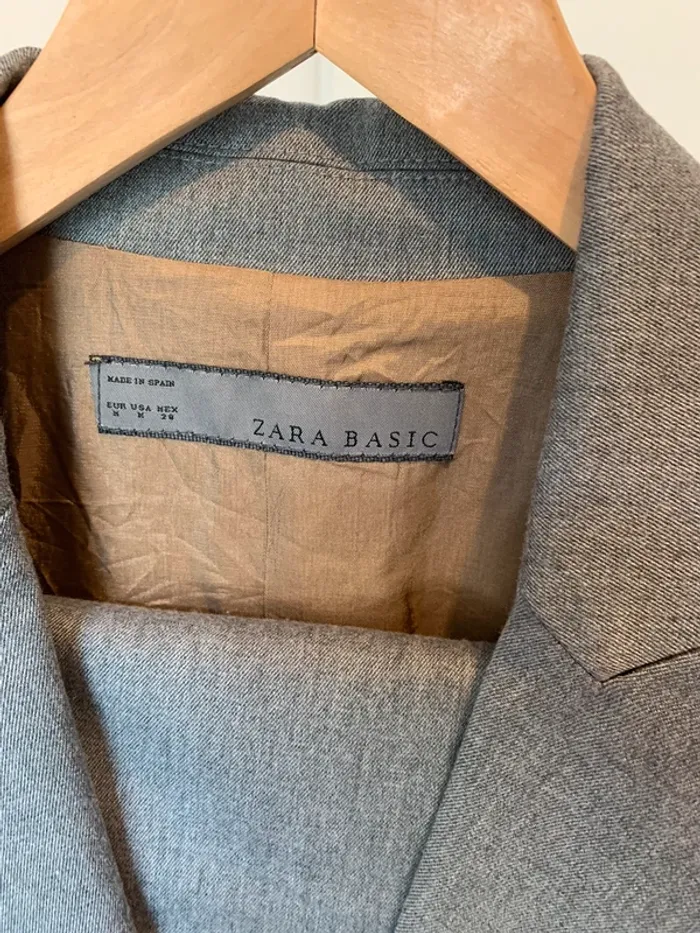 MADE IN SPAIN
EUR USA MEX
M M 28
ZARA BASIC